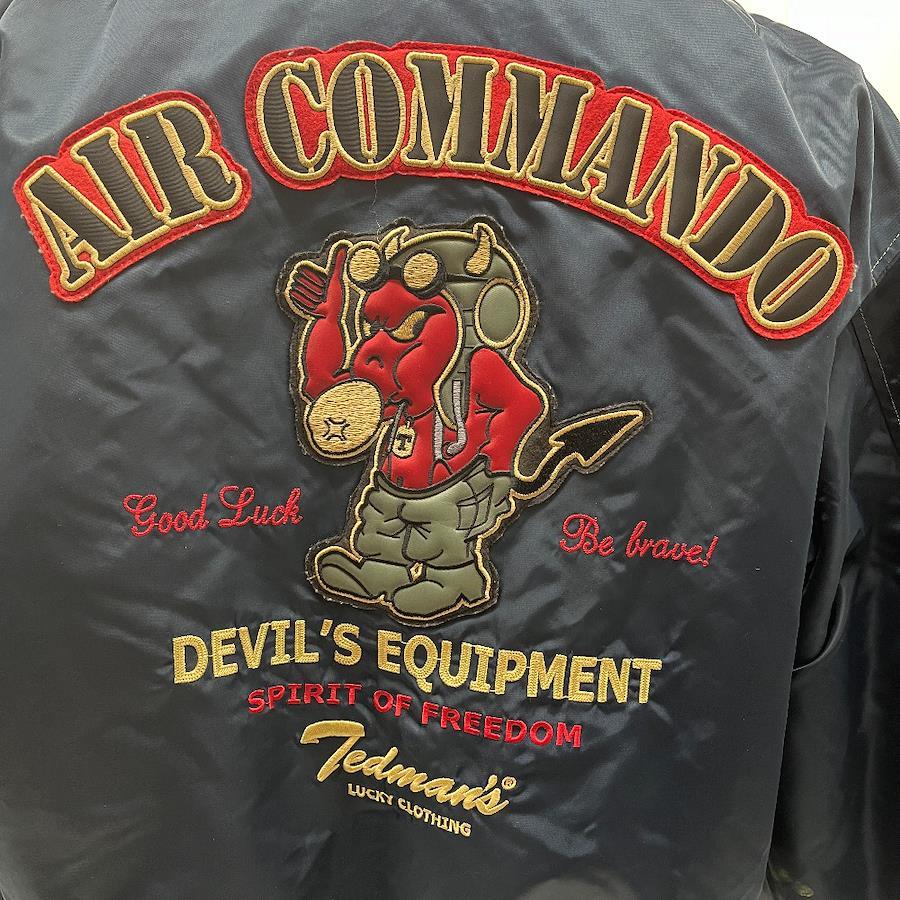 AIR COMMANDO
T
Good Luck
Be brave!
DEVIL'S EQUIPMENT
SPIRIT OF FREEDOM
Tedman's®
LUCKY CLOTHING